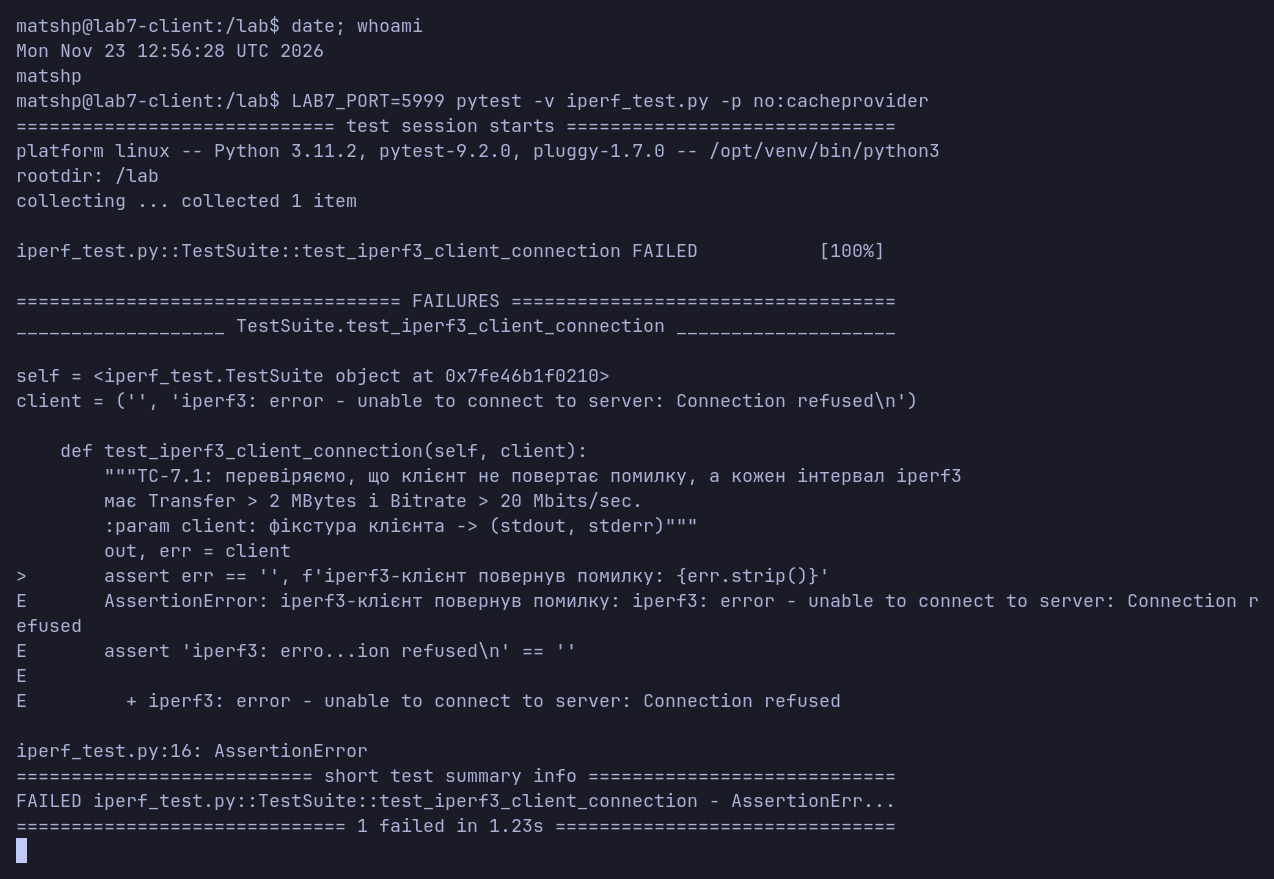 matshp@lab7-client:/lab$ date; whoami
Mon Nov 23 12:56:28 UTC 2026
matshp
matshp@lab7-client:/lab$ LAB7_PORT=5999 pytest -v iperf_test.py -p no:cacheprovider
============================= test session starts ==============================
platform linux -- Python 3.11.2, pytest-9.2.0, pluggy-1.7.0 -- /opt/venv/bin/python3
rootdir: /lab
collecting ... collected 1 item

iperf_test.py::TestSuite::test_iperf3_client_connection FAILED           [100%]

=================================== FAILURES ===================================
___________________ TestSuite.test_iperf3_client_connection ____________________

self = <iperf_test.TestSuite object at 0x7fe46b1f0210>
client = ('', 'iperf3: error - unable to connect to server: Connection refused\n')

    def test_iperf3_client_connection(self, client):
        """TC-7.1: перевіряємо, що клієнт не повертає помилку, а кожен інтервал iperf3
        має Transfer > 2 MBytes і Bitrate > 20 Mbits/sec.
        :param client: фікстура клієнта -> (stdout, stderr)"""
        out, err = client
>       assert err == '', f'iperf3-клієнт повернув помилку: {err.strip()}'
E       AssertionError: iperf3-клієнт повернув помилку: iperf3: error - unable to connect to server: Connection r
efused
E       assert 'iperf3: erro...ion refused\n' == ''
E
E         + iperf3: error - unable to connect to server: Connection refused

iperf_test.py:16: AssertionError
=========================== short test summary info ============================
FAILED iperf_test.py::TestSuite::test_iperf3_client_connection - AssertionErr...
============================== 1 failed in 1.23s ===============================